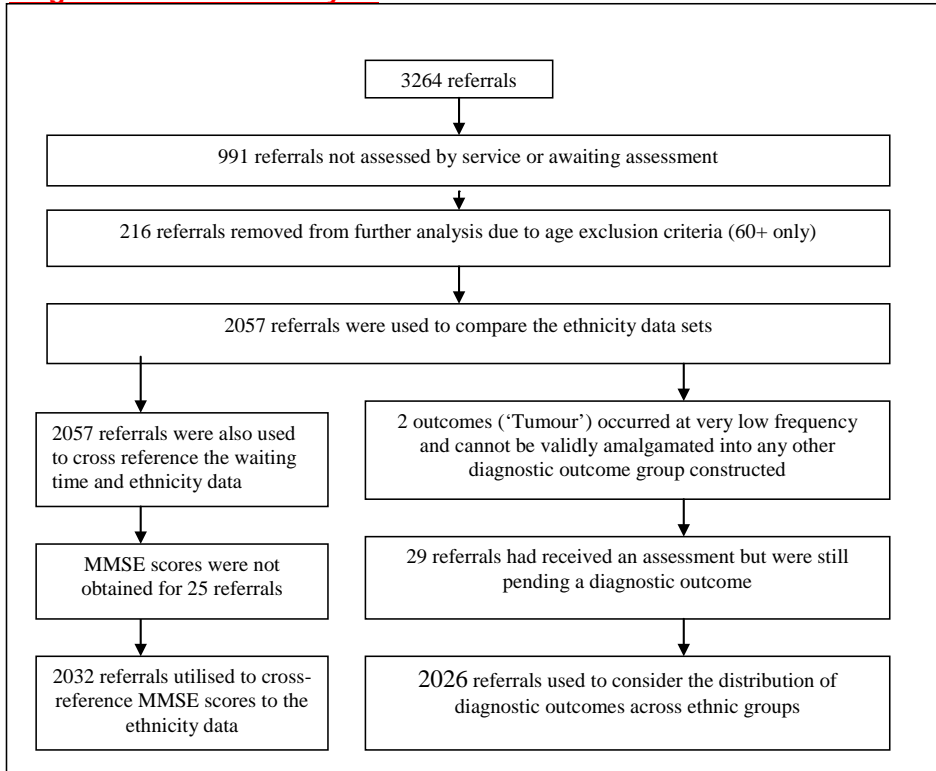 3264 referrals
991 referrals not assessed by service or awaiting assessment
216 referrals removed from further analysis due to age exclusion criteria (60+ only)
2057 referrals were used to compare the ethnicity data sets
2057 referrals were also used
to cross reference the waiting
time and ethnicity data
MMSE scores were not
obtained for 25 referrals
2032 referrals utilised to cross-
reference MMSE scores to the
ethnicity data
2 outcomes (‘Tumour’) occurred at very low frequency
and cannot be validly amalgamated into any other
diagnostic outcome group constructed
29 referrals had received an assessment but were still
pending a diagnostic outcome
2026 referrals used to consider the distribution of
diagnostic outcomes across ethnic groups